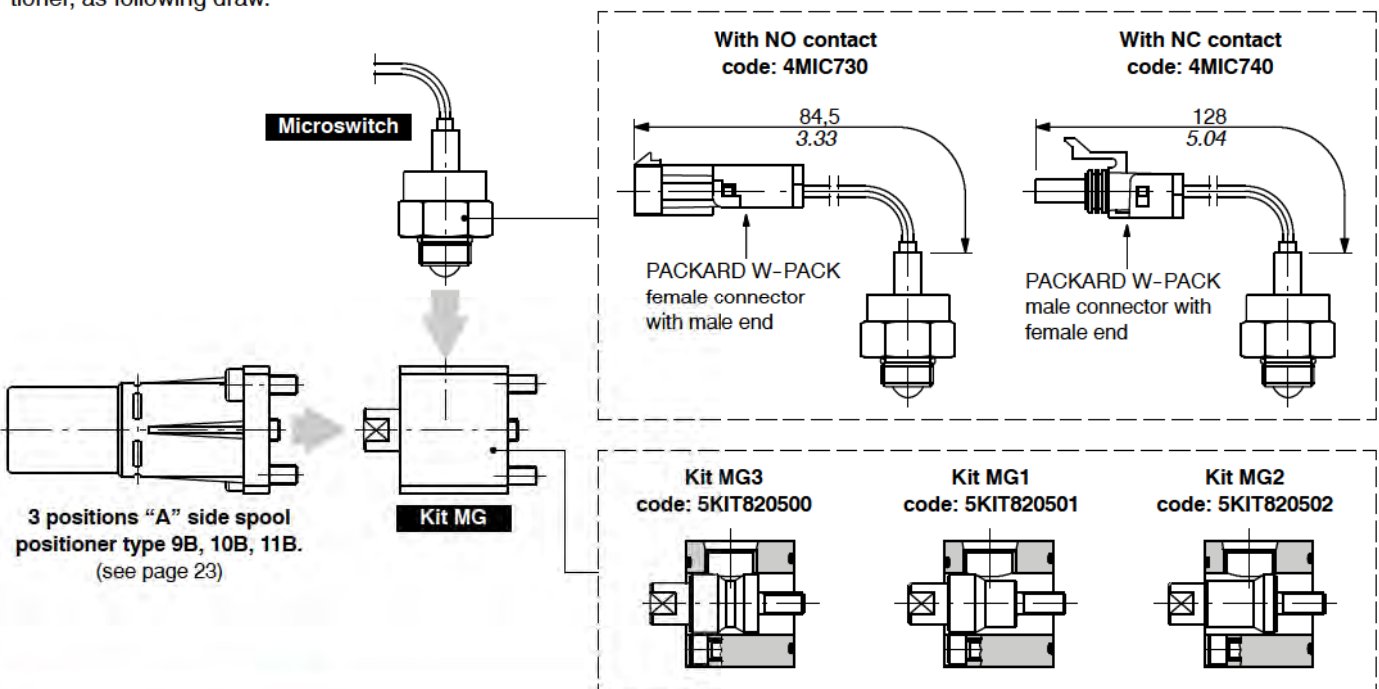 tioner, as following draw.
Microswitch
With NO contact
code: 4MIC730
84,5
3.33
PACKARD W-PACK
female connector
with male end
With NC contact
code: 4MIC740
128
5.04
PACKARD W-PACK
male connector with
female end
3 positions “A” side spool
positioner type 9B, 10B, 11B.
(see page 23)
Kit MG
Kit MG3
code: 5KIT820500
Kit MG1
code: 5KIT820501
Kit MG2
code: 5KIT820502